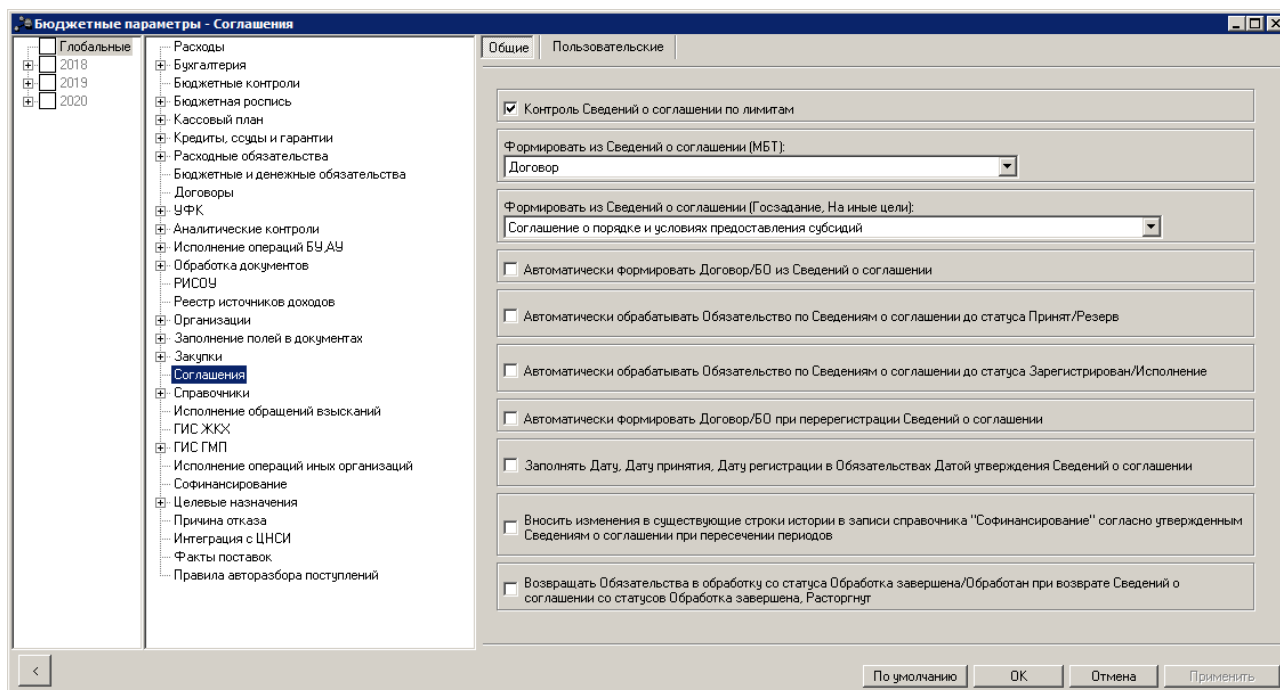 Бюджетные параметры - Соглашения
Глобальные
2018
2019
2020
Расходы
Бухгалтерия
Бюджетные контроли
Бюджетная роспись
Кассовый план
Кредиты, ссуды и гарантии
Расходные обязательства
Бюджетные и денежные обязательства
Договоры
УФК
Аналитические контроли
Исполнение операций БУ,АУ
Обработка документов
РИСОУ
Реестр источников доходов
Организации
Заполнение полей в документах
Закупки
Соглашения
Справочники
Исполнение обращений взысканий
ГИС ЖКХ
ГИС ГМП
Исполнение операций иных организаций
Софинансирование
Целевые назначения
Причина отказа
Интеграция с ЦНСИ
Факты поставок
Правила авторазбора поступлений
Общие
Пользовательские
Контроль Сведений о соглашении по лимитам
Формировать из Сведений о соглашении (МБТ):
Договор
Формировать из Сведений о соглашении (Госзадание, На иные цели):
Соглашение о порядке и условиях предоставления субсидий
Автоматически формировать Договор/БО из Сведений о соглашении
Автоматически обрабатывать Обязательство по Сведениям о соглашении до статуса Принят/Резерв
Автоматически обрабатывать Обязательство по Сведениям о соглашении до статуса Зарегистрирован/Исполнение
Автоматически формировать Договор/БО при перерегистрации Сведений о соглашении
Заполнять Дату, Дату принятия, Дату регистрации в Обязательствах Датой утверждения Сведений о соглашении
Вносить изменения в существующие строки истории в записи справочника "Софинансирование" согласно утвержденным
Сведениям о соглашении при пересечении периодов
Возвращать Обязательства в обработку со статуса Обработка завершена/Обработан при возврате Сведений о
соглашении со статусов Обработка завершена, Расторгнут
<
По умолчанию
OK
Отмена
Применить